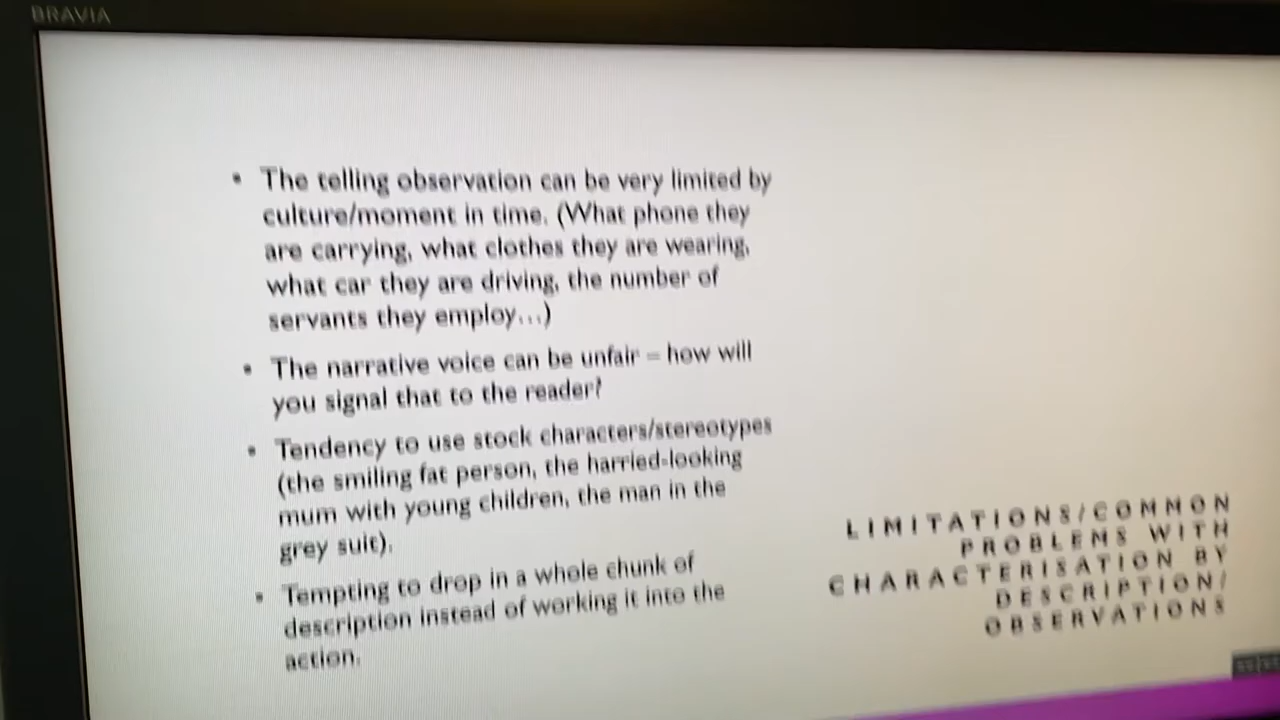 BRAVIA
• The telling observation can be very limited by
culture/moment in time. (What phone they
are carrying, what clothes they are wearing,
what car they are driving, the number of
servants they employ...)
• The narrative voice can be unfair – how will
you signal that to the reader?
• Tendency to use stock characters/stereotypes
(the smiling fat person, the harried-looking
mum with young children, the man in the
grey suit).
• Tempting to drop in a whole chunk of
description instead of working it into the
action.
LIMITATIONS/COMMON
PROBLEMS WITH
CHARACTERISATION BY
DESCRIPTION/
OBSERVATIONS